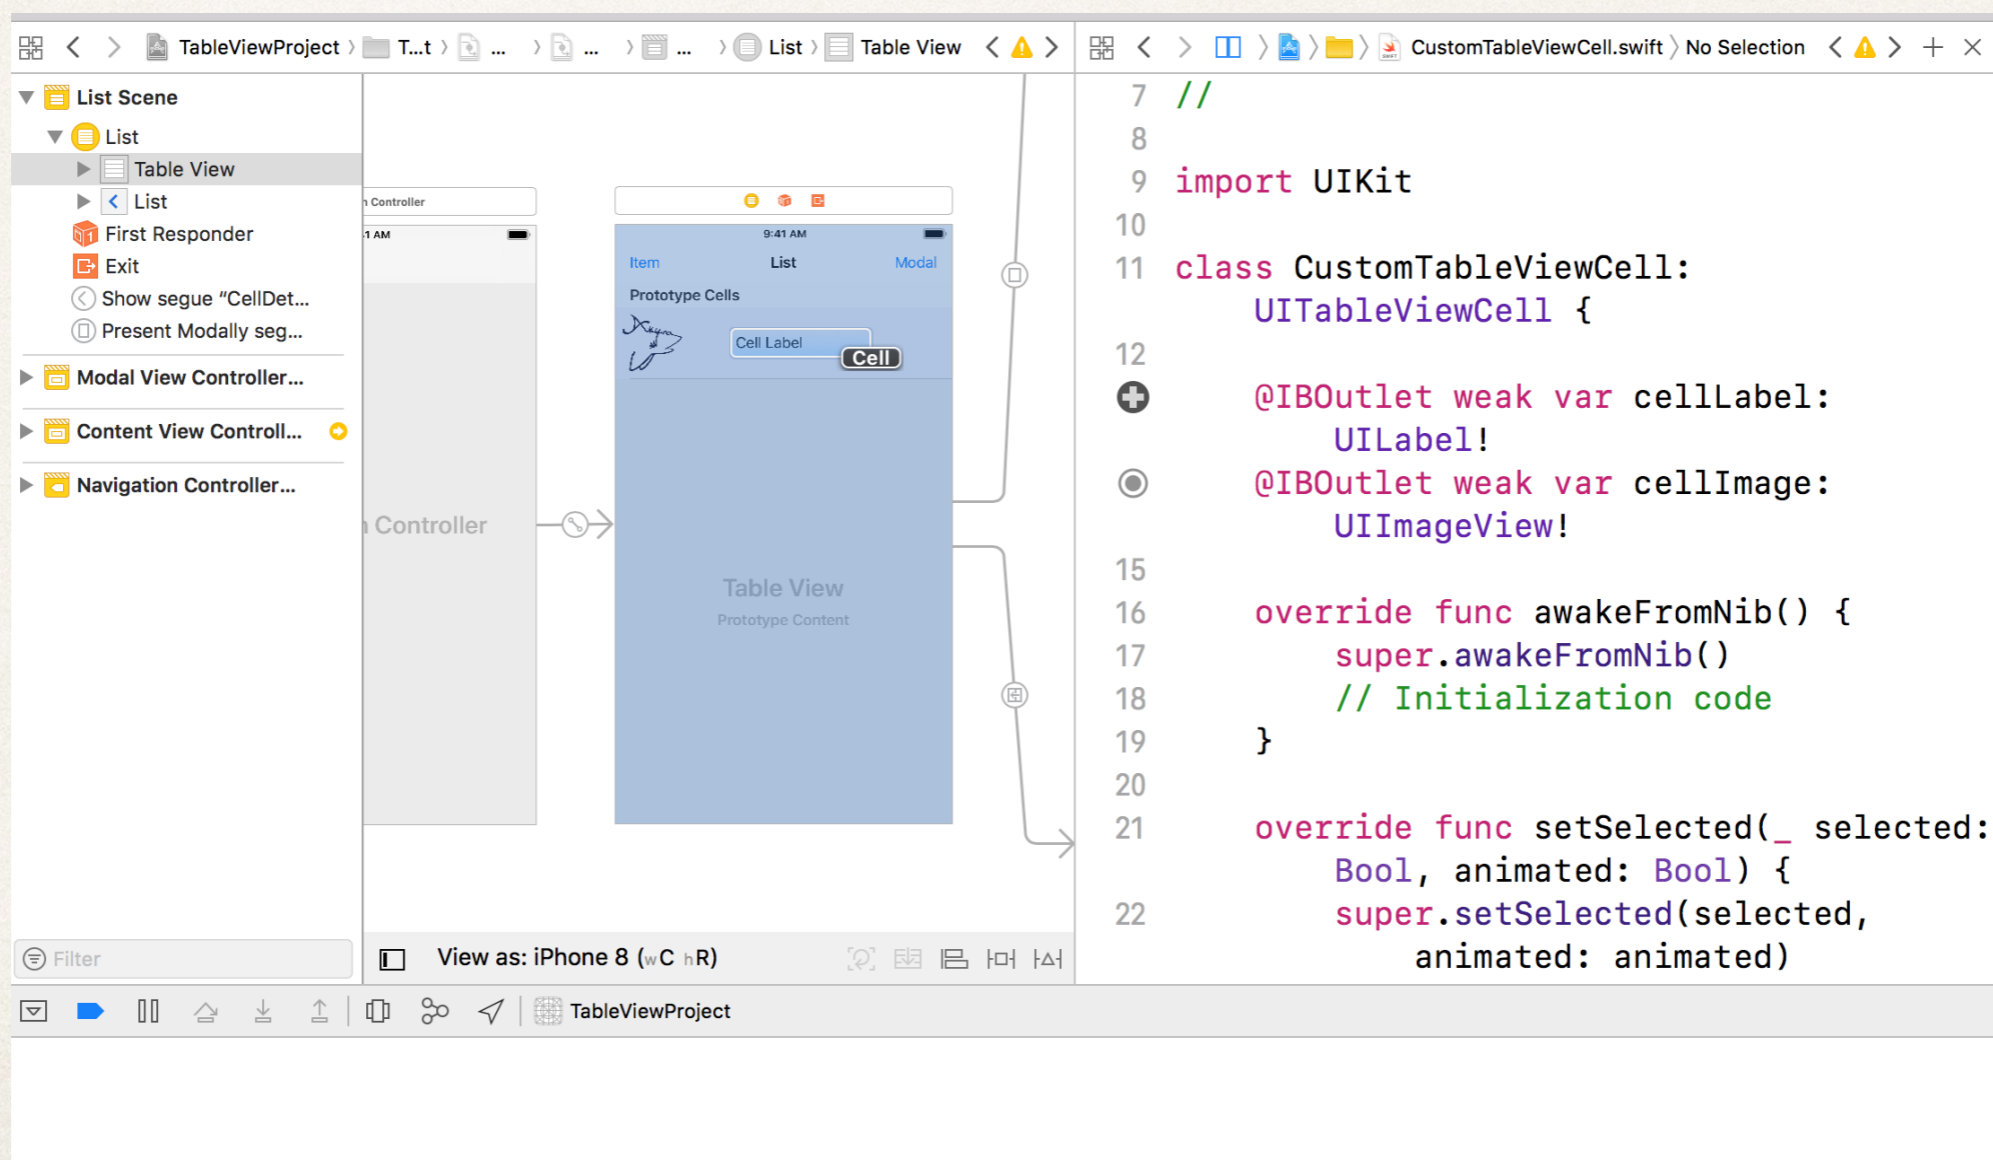 TableViewProject
T...t
...
...
...
List
Table View
CustomTableViewCell.swift
No Selection
List Scene
List
Table View
List
First Responder
Exit
Show segue “CellDet...
Present Modally seg...
Modal View Controller...
Content View Controll...
Navigation Controller...
Filter
n Controller
:1 AM
n Controller
9:41 AM
Item
List
Modal
Prototype Cells
Cell Label
Cell
Table View
Prototype Content
View as: iPhone 8 (wC hR)
7 //
8
9 import UIKit
10
11 class CustomTableViewCell:
UITableViewCell {
12
@IBOutlet weak var cellLabel:
UILabel!
@IBOutlet weak var cellImage:
UIImageView!
15
16 override func awakeFromNib() {
17 super.awakeFromNib()
18 // Initialization code
19 }
20
21 override func setSelected(_ selected:
Bool, animated: Bool) {
22 super.setSelected(selected,
animated: animated)
TableViewProject